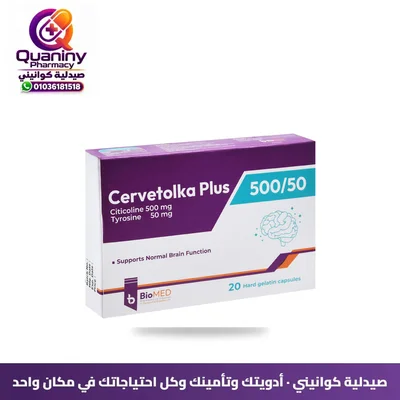 Quaniny
Pharmacy
صيدلية كوانيني
01036181518
Cervetolka Plus
500/50
Citicoline 500 mg
Tyrosine 50 mg
• Supports Normal Brain Function
BioMED
20 Hard gelatin capsules
صيدلية كوانيني - أدويتك وتأمينك وكل احتياجاتك في مكان واحد